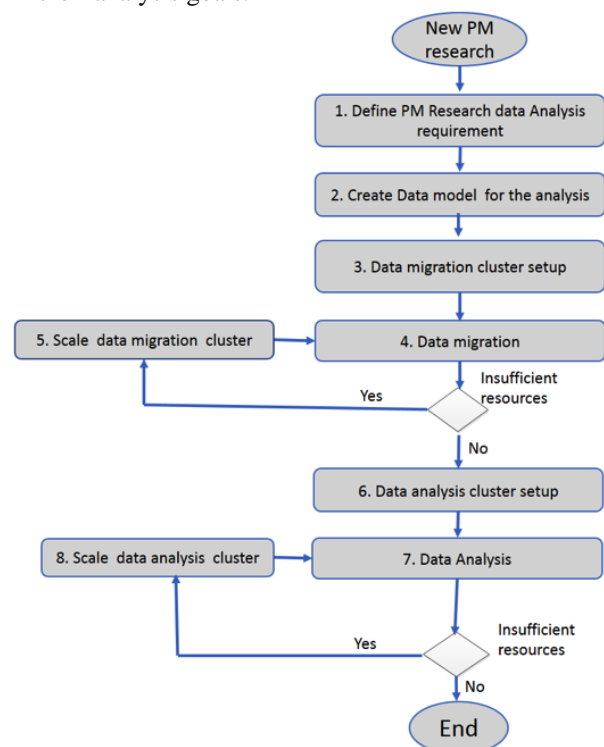 New PM
research
1. Define PM Research data Analysis
requirement
2. Create Data model for the analysis
3. Data migration cluster setup
5. Scale data migration cluster
4. Data migration
Insufficient
resources
Yes
No
6. Data analysis cluster setup
8. Scale data analysis cluster
7. Data Analysis
Insufficient
resources
Yes
No
End